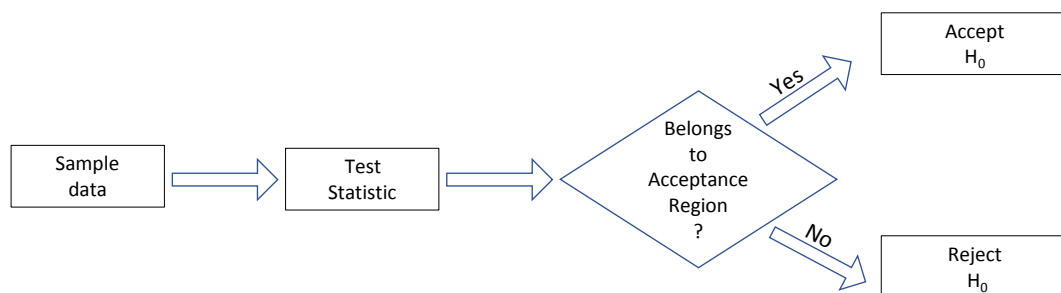 Sample
data
Test
Statistic
Belongs
to
Acceptance
Region
?
Yes
Accept
H₀
No
Reject
H₀